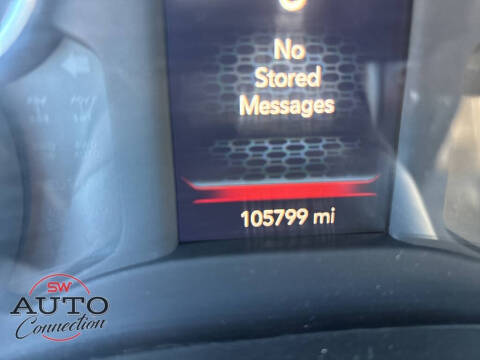 No
Stored
Messages
105799 mi
SW
AUTO
Connection